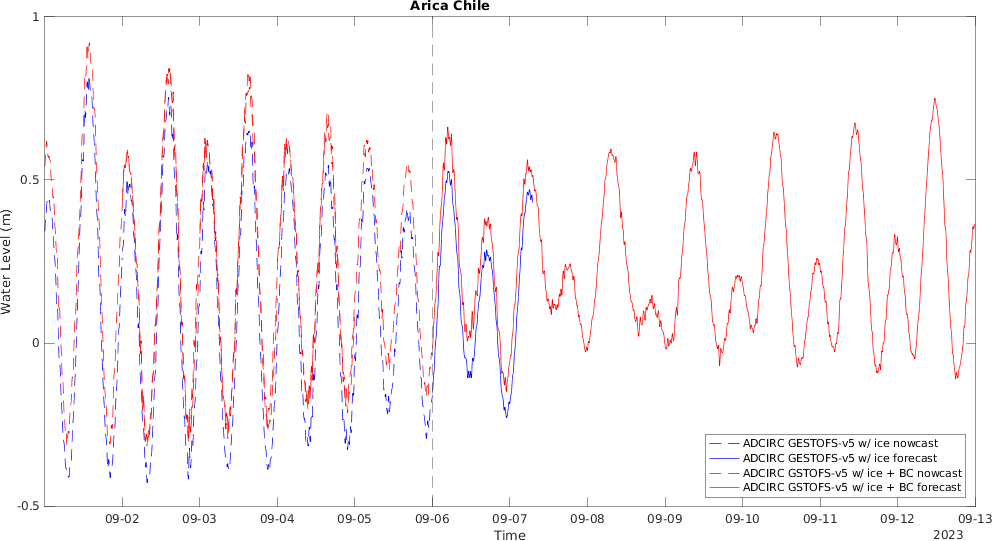 Arica Chile
1
0.5
0
-0.5
Water Level (m)
09-02 09-03 09-04 09-05 09-06 09-07 09-08 09-09 09-10 09-11 09-12 09-13
Time
2023
ADCIRC GESTOFS-v5 w/ ice nowcast
ADCIRC GESTOFS-v5 w/ ice forecast
ADCIRC GSTOFS-v5 w/ ice + BC nowcast
ADCIRC GSTOFS-v5 w/ ice + BC forecast